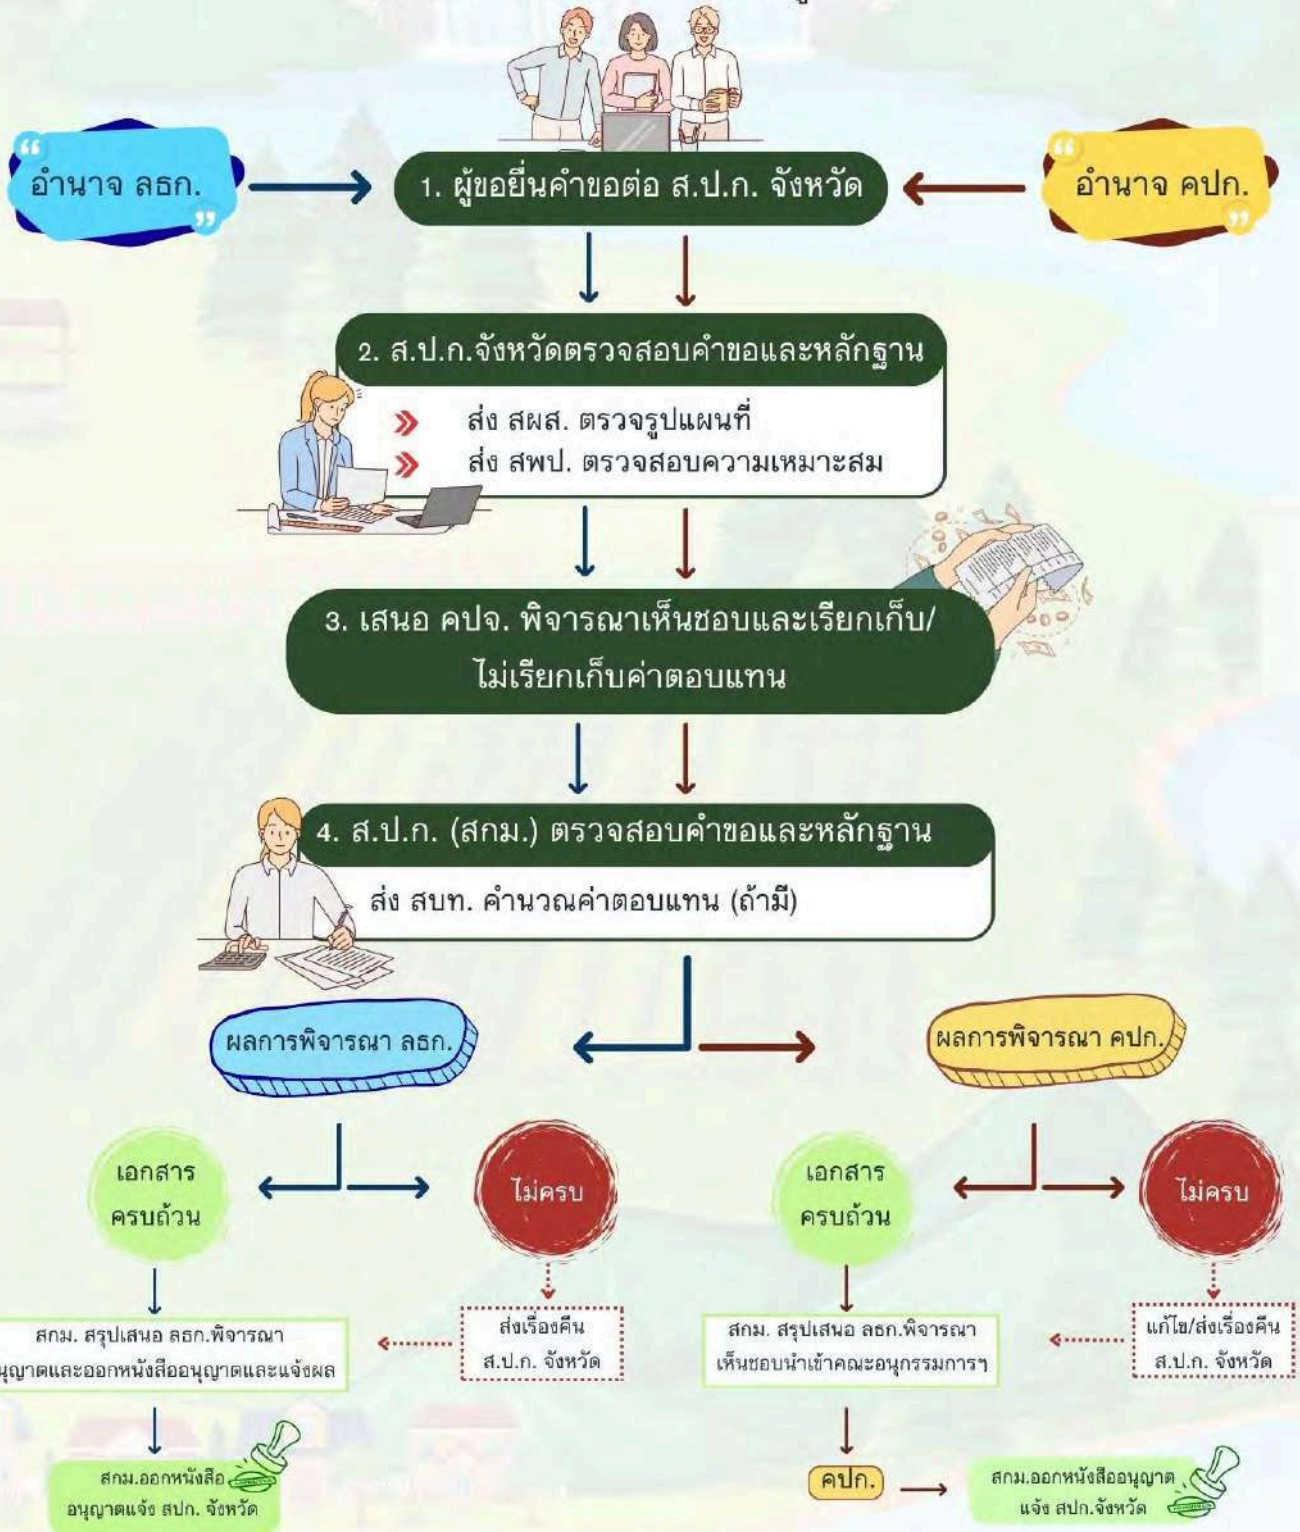 อำนาจ ลธก.
1. ผู้ขอยื่นคำขอต่อ ส.ป.ก. จังหวัด
อำนาจ คปก.
2. ส.ป.ก.จังหวัดตรวจสอบคำขอและหลักฐาน
ส่ง สผส. ตรวจรูปแผนที่
ส่ง สพป. ตรวจสอบความเหมาะสม
3. เสนอ คปจ. พิจารณาเห็นชอบและเรียกเก็บ/
ไม่เรียกเก็บค่าตอบแทน
4. ส.ป.ก. (สกม.) ตรวจสอบคำขอและหลักฐาน
ส่ง สบท. คำนวณค่าตอบแทน (ถ้ามี)
ผลการพิจารณา ลธก.
ผลการพิจารณา คปก.
เอกสาร
ครบถ้วน
ไม่ครบ
เอกสาร
ครบถ้วน
ไม่ครบ
สกม. สรุปเสนอ ลธก.พิจารณา
นุญาตและออกหนังสืออนุญาตและแจ้งผล
ส่งเรื่องคืน
ส.ป.ก. จังหวัด
สกม. สรุปเสนอ ลธก.พิจารณา
เห็นชอบนำเข้าคณะอนุกรรมการฯ
แก้ไข/ส่งเรื่องคืน
ส.ป.ก. จังหวัด
สกม.ออกหนังสือ
อนุญาตแจ้ง สปก. จังหวัด
คปก.
สกม.ออกหนังสืออนุญาต
แจ้ง สปก.จังหวัด